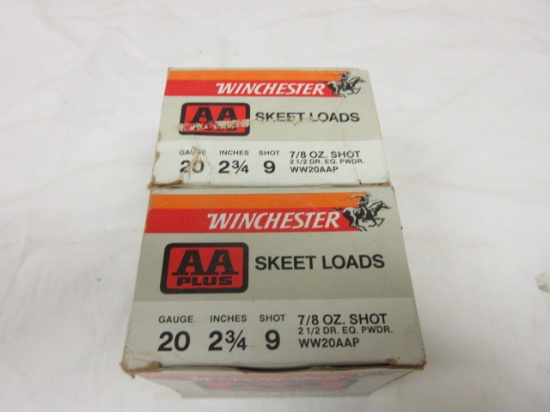 WINCHESTER
AA SKEET LOADS
GAUGE INCHES SHOT 7/8 OZ. SHOT
20 2¾ 9 2 1/2 DR. EQ. PWDR.
WW20AAP
WINCHESTER
AA PLUS SKEET LOADS
GAUGE INCHES SHOT 7/8 OZ. SHOT
20 2¾ 9 2 1/2 DR. EQ. PWDR.
WW20AAP
WINCHESTER